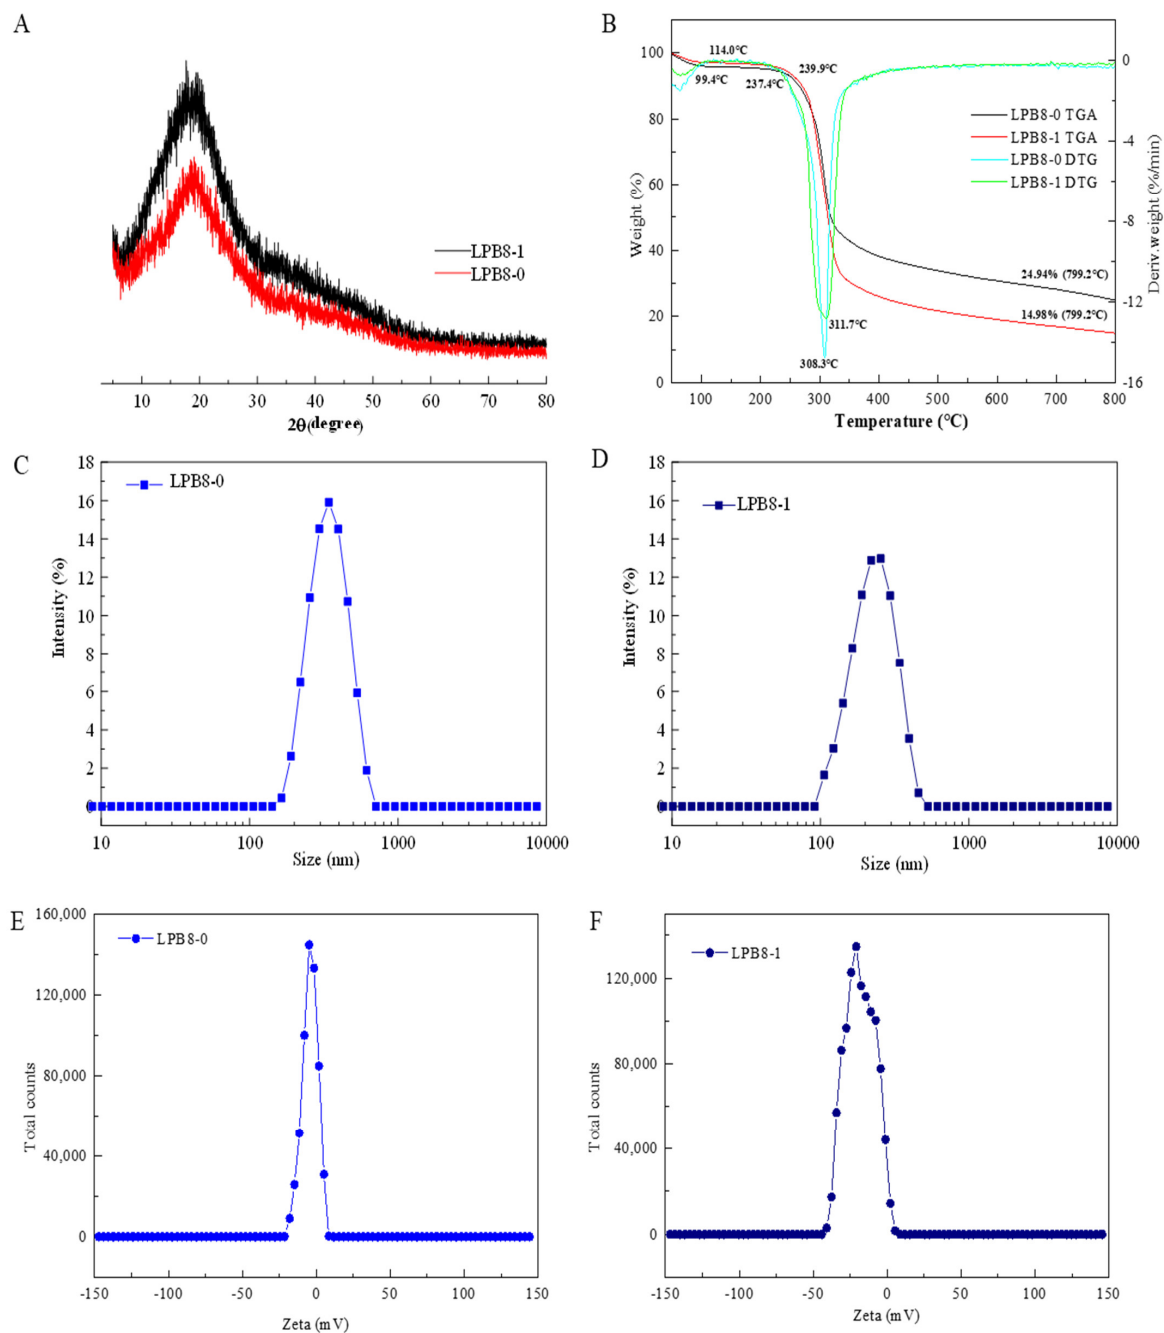 A
LPB8-1
LPB8-0
10 20 30 40 50 60 70 80
2θ(degree)
B
100
80
60
40
20
0
Weight (%)
114.0℃
99.4℃
239.9℃
237.4℃
LPB8-0 TGA
LPB8-1 TGA
LPB8-0 DTG
LPB8-1 DTG
24.94% (799.2℃)
14.98% (799.2℃)
311.7℃
308.3℃
0
-4
-8
-12
-16
Deriv.weight (%/min)
100 200 300 400 500 600 700 800
Temperature (℃)
C
18
16
14
12
10
8
6
4
2
0
Intensity (%)
LPB8-0
10 100 1000 10000
Size (nm)
D
18
16
14
12
10
8
6
4
2
0
Intensity (%)
LPB8-1
10 100 1000 10000
Size (nm)
E
160,000
120,000
80,000
40,000
0
Total counts
LPB8-0
-150 -100 -50 0 50 100 150
Zeta (mV)
F
120,000
80,000
40,000
0
Total counts
LPB8-1
-150 -100 -50 0 50 100 150
Zeta (mV)